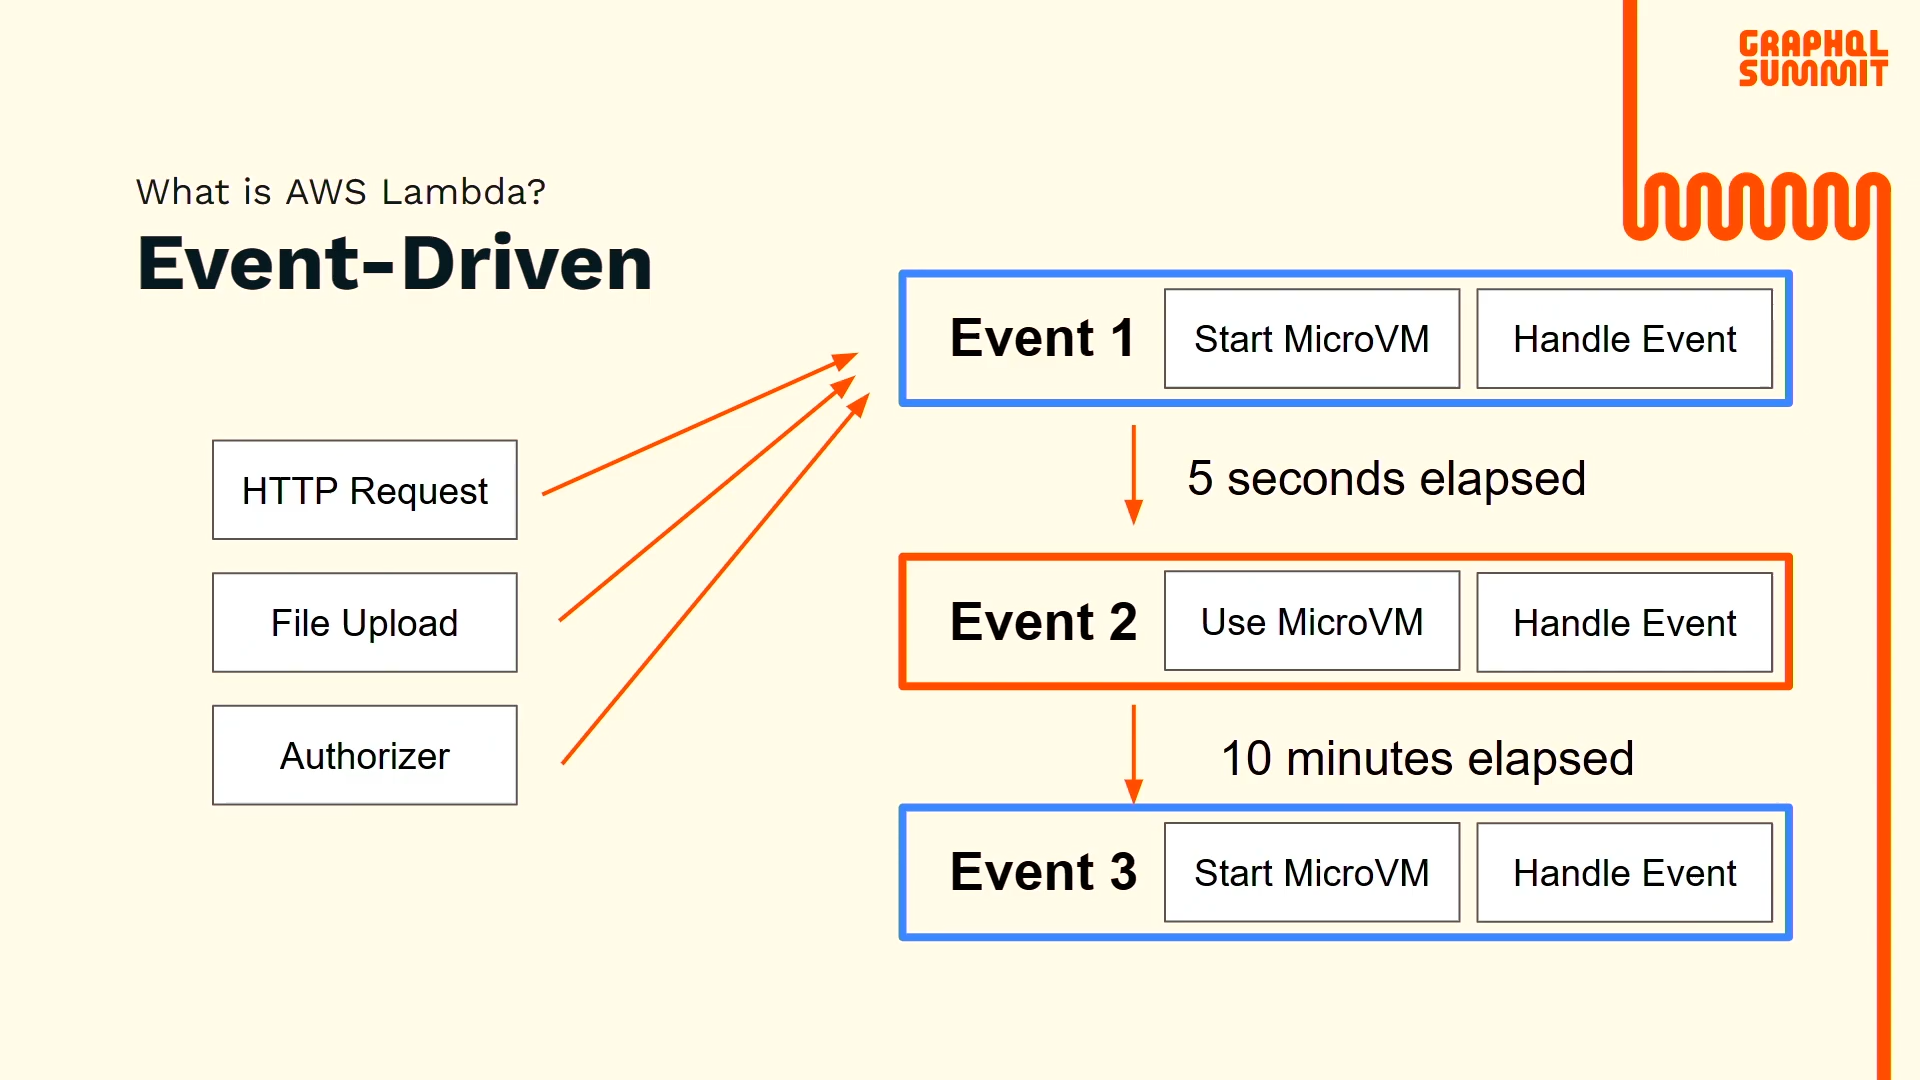 GRAPHQL
SUMMIT
What is AWS Lambda?
Event-Driven
HTTP Request
File Upload
Authorizer
Event 1
Start MicroVM
Handle Event
5 seconds elapsed
Event 2
Use MicroVM
Handle Event
10 minutes elapsed
Event 3
Start MicroVM
Handle Event